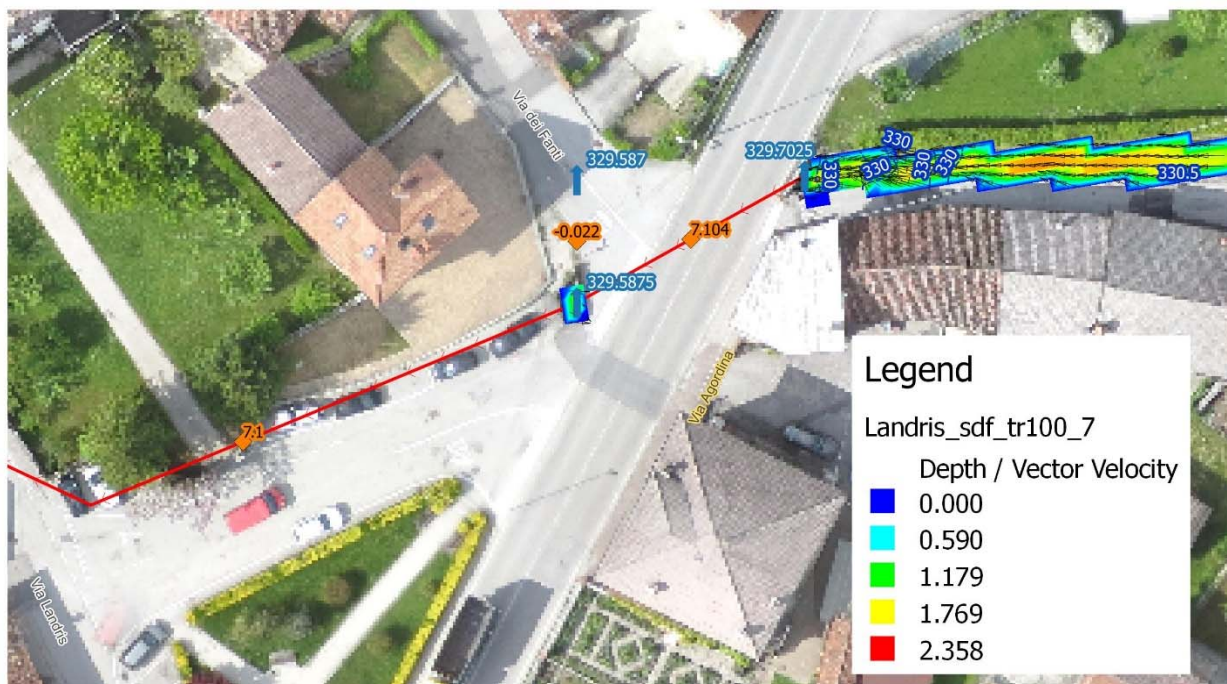 Via dei Fanti
329.587
329.7025
330
330
330
330
330
330.5
-0.022
7.104
329.5875
7.1
Via Agordina
Via Landris
Legend
Landris_sdf_tr100_7
Depth / Vector Velocity
0.000
0.590
1.179
1.769
2.358